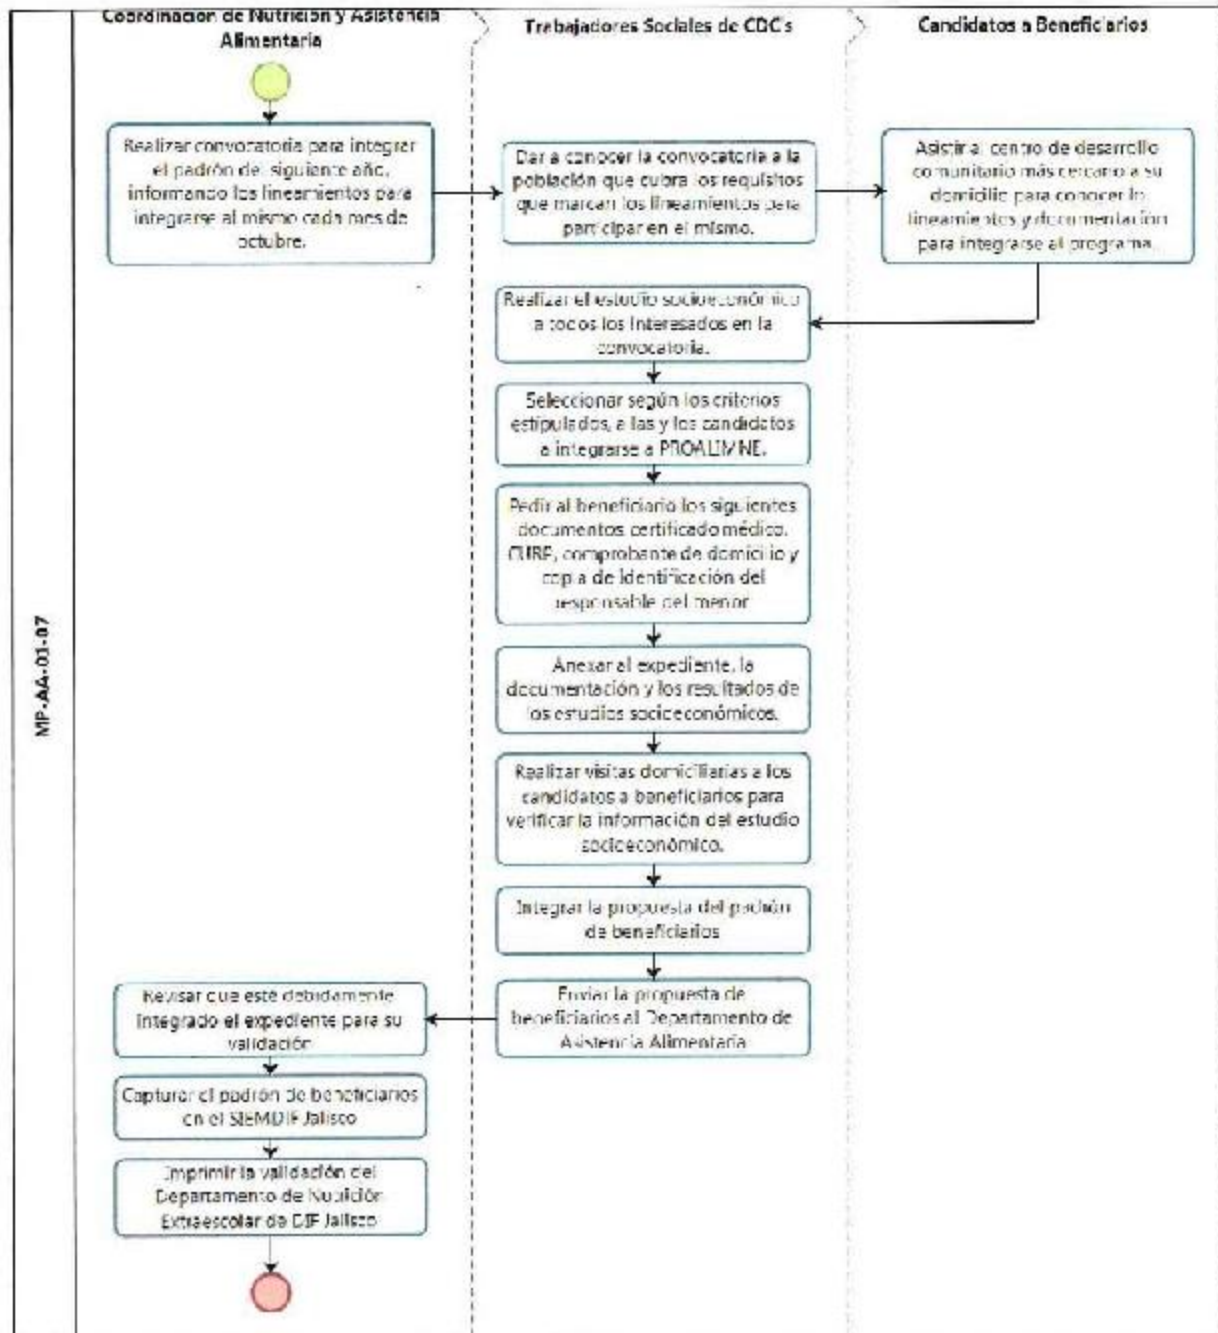 Coordinación de Nutrición y Asistencia
Alimentaria
Trabajadores Sociales de CDC's
Candidatos a Beneficiarios
Realizar convocatoria para integrar
el padrón del siguiente año,
informando los lineamientos para
integrarse al mismo cada mes de
octubre.
Dar a conocer la convocatoria a la
población que cubra los requisitos
que marcan los lineamientos para
participar en el mismo.
Asistir al centro de desarrollo
comunitario más cercano a su
domicilio para conocer lo
lineamientos y documentación
para integrarse al programa.
Realizar el estudio socioeconómico
a todos los interesados en la
convocatoria.
Seleccionar según los criterios
estipulados, a las y los candidatos
a integrarse a PROALIMNE.
Pedir al beneficiario los siguientes
documentos certificado médico,
CURP, comprobante de domicilio y
copia de Identificación del
responsable del menor
MP-AA-01-07
Anexar al expediente, la
documentación y los resultados de
los estudios socioeconómicos.
Realizar visitas domiciliarias a los
candidatos a beneficiarios para
verificar la información del estudio
socioeconómico.
Integrar la propuesta del padrón
de beneficiarios
Enviar la propuesta de
beneficiarios al Departamento de
Asistencia Alimentaria
Revisar que esté debidamente
integrado el expediente para su
validación
Capturar el padrón de beneficiarios
en el SIEMDIF Jalisco
Imprimir la validación del
Departamento de Nutrición
Extraescolar de DIF Jalisco